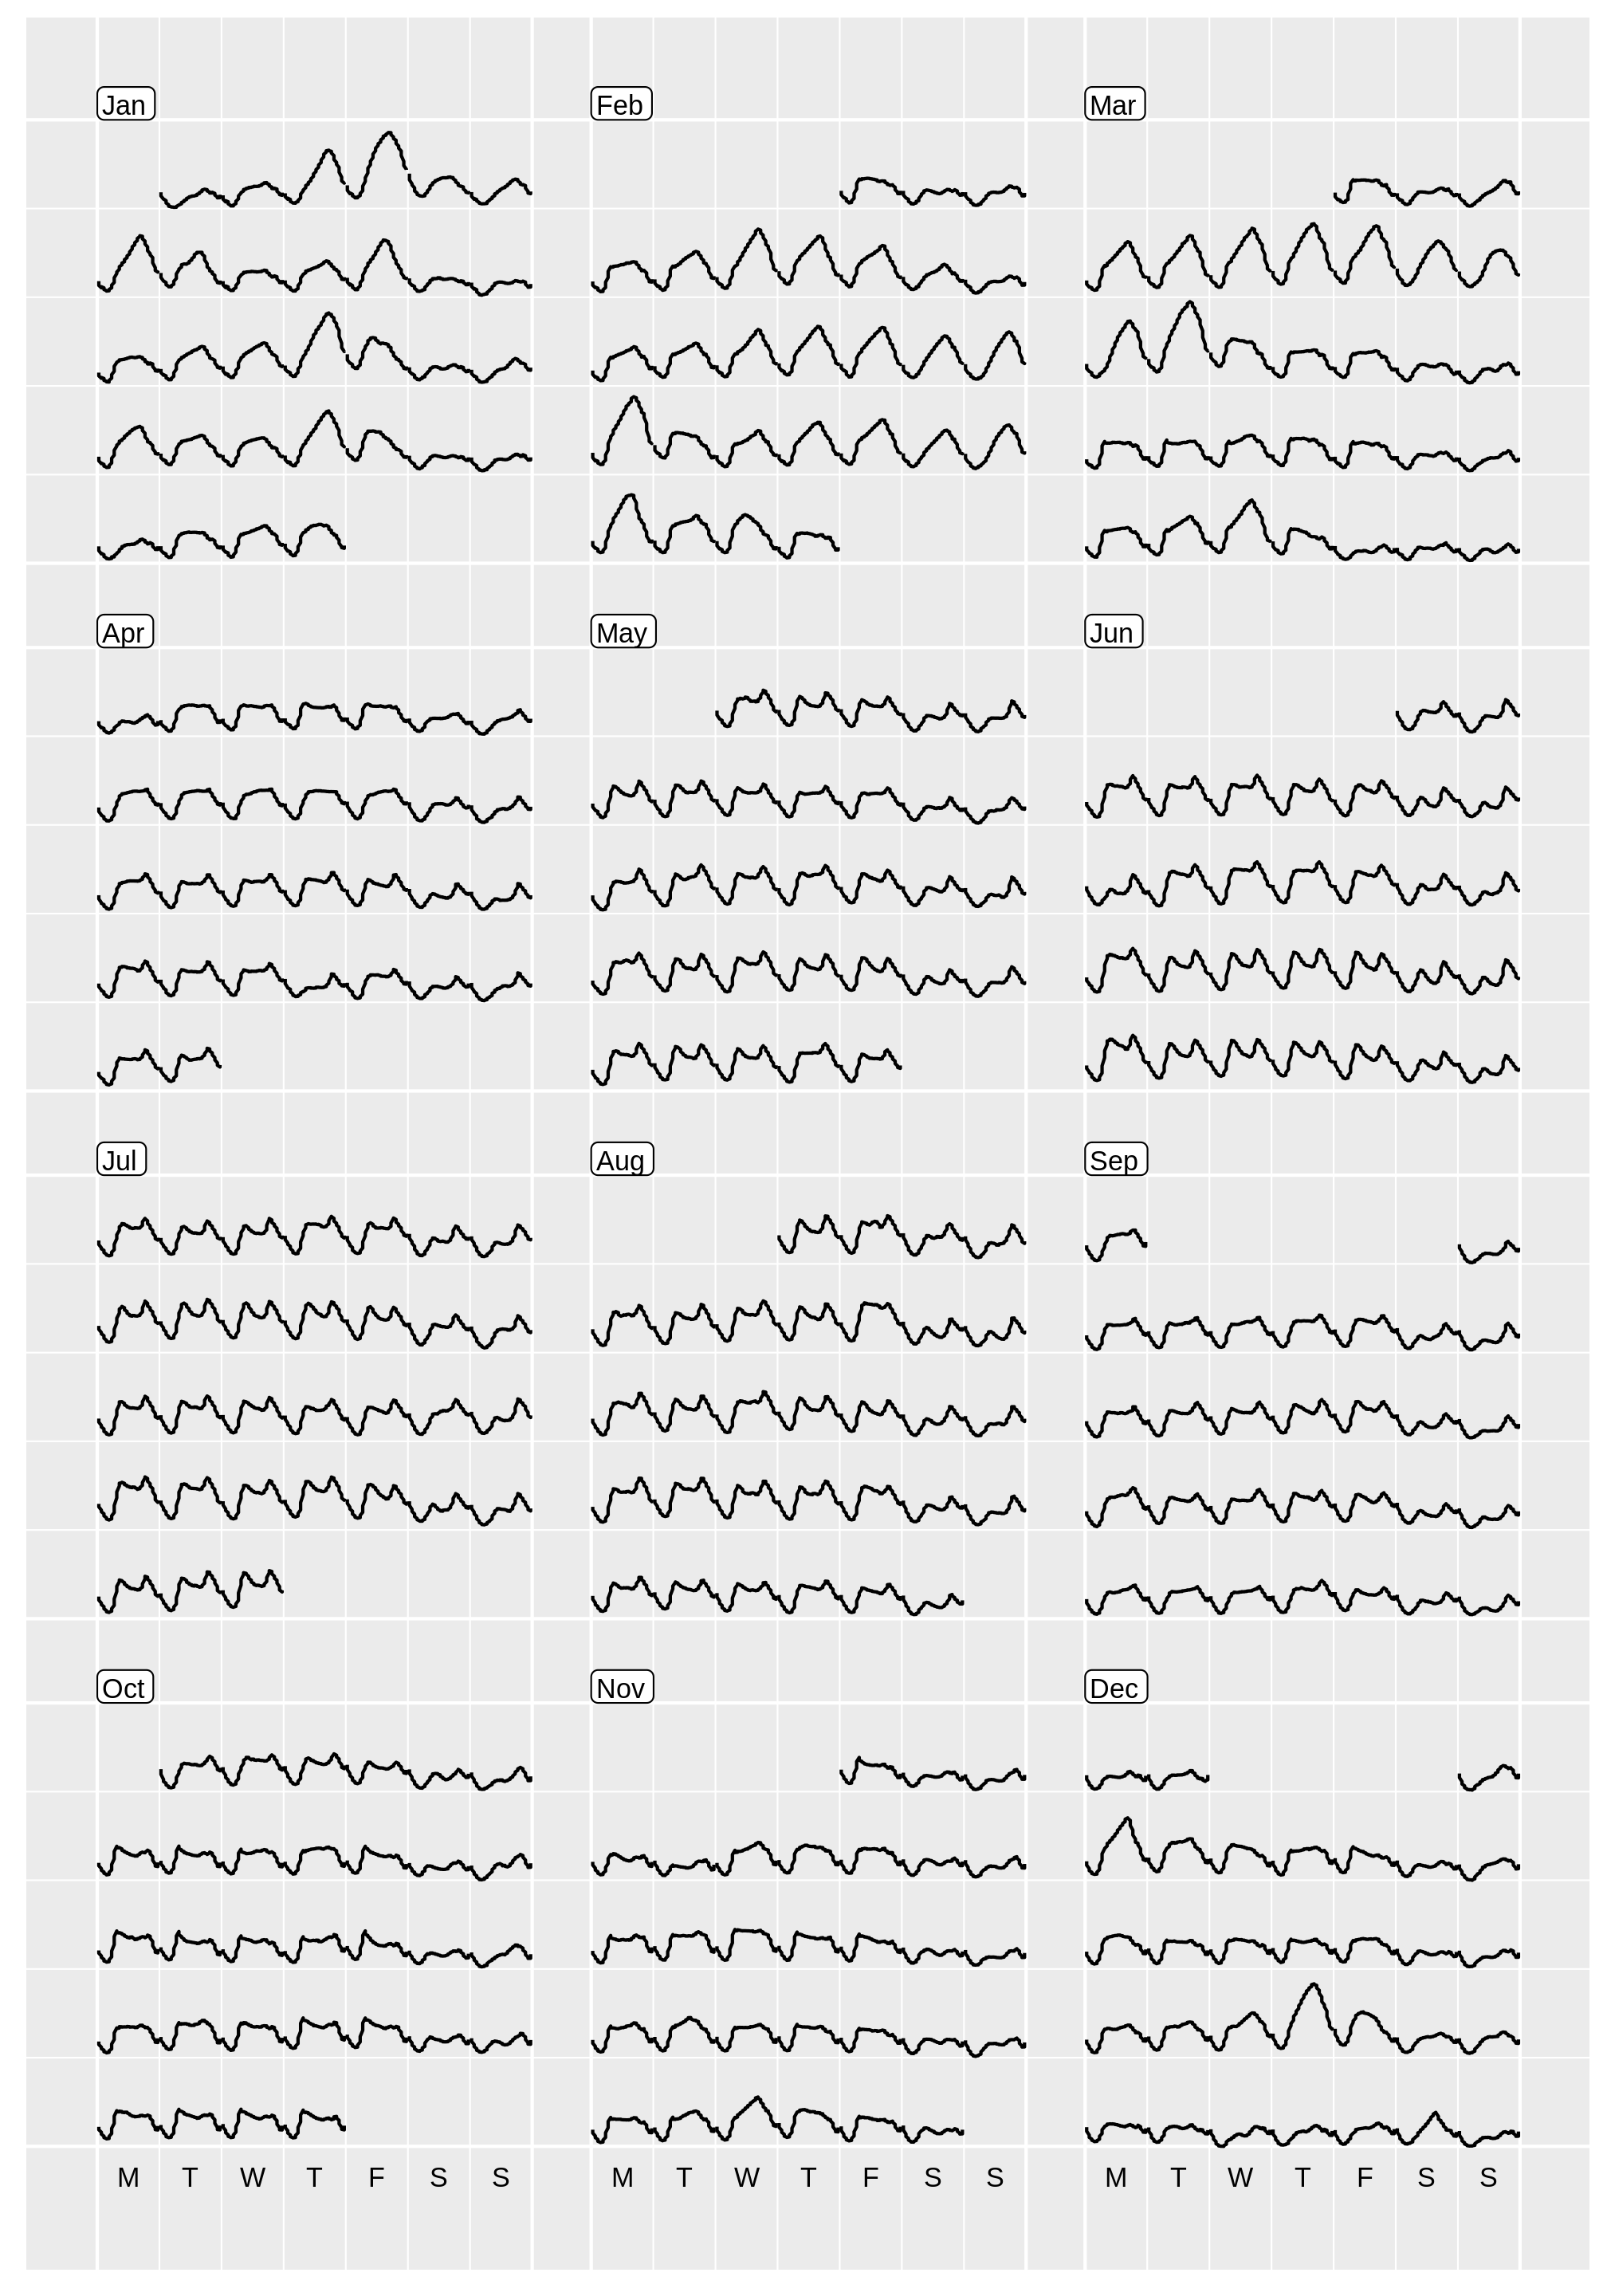 Jan Feb Mar
Apr May Jun
Jul Aug Sep
Oct Nov Dec
M T W T F S S M T W T F S S M T W T F S S